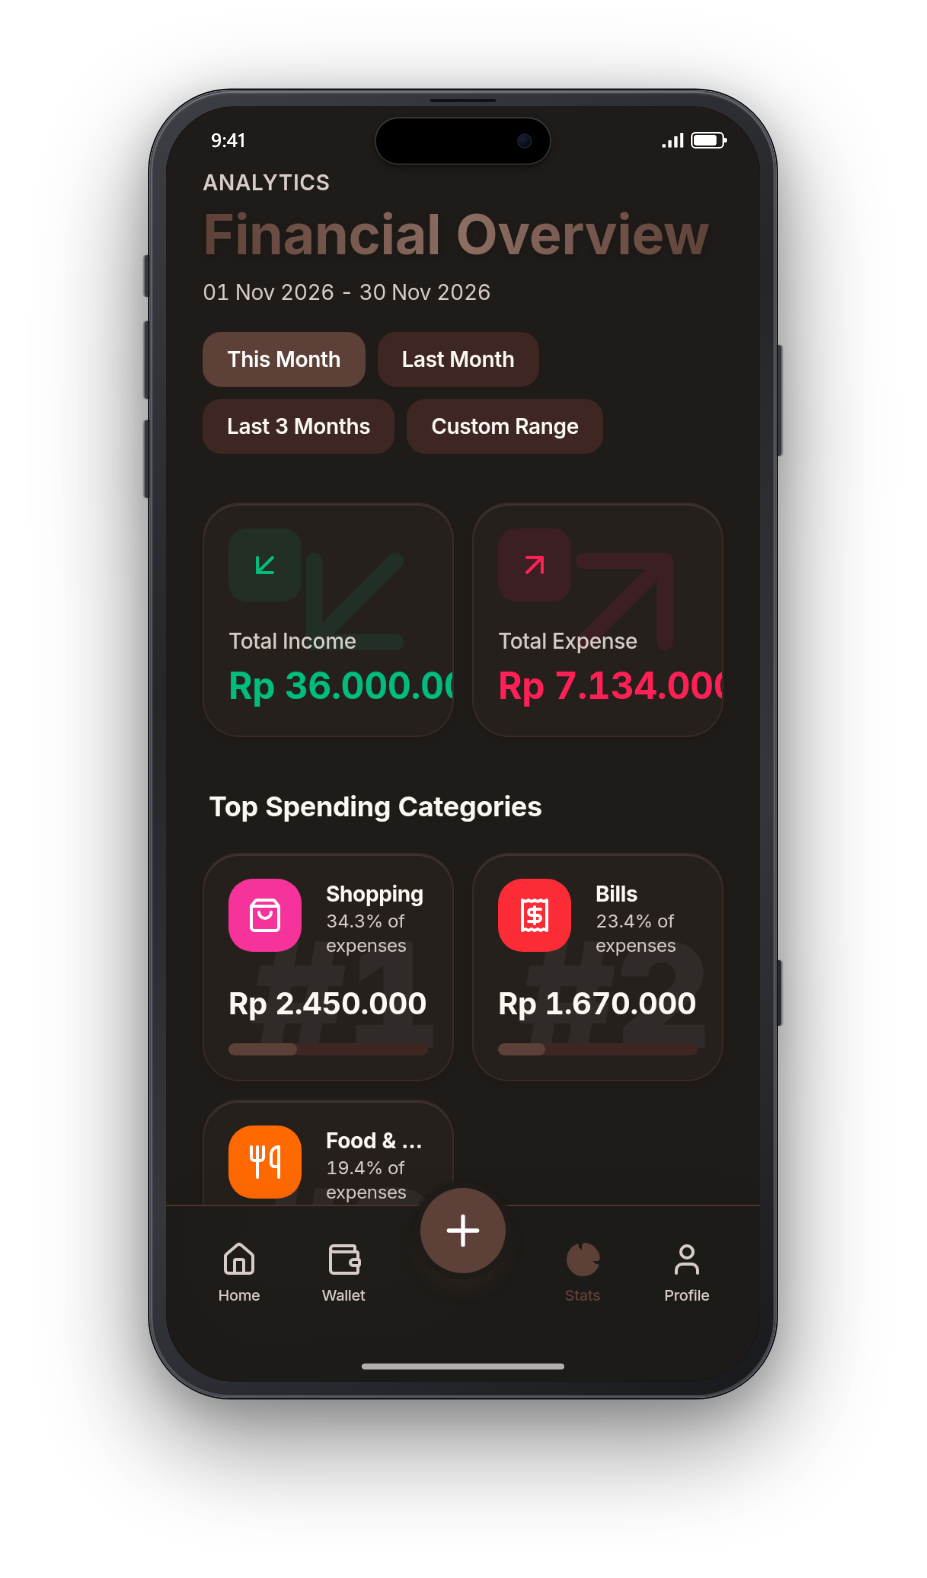 9:41
ANALYTICS
Financial Overview
01 Nov 2026 - 30 Nov 2026
This Month
Last Month
Last 3 Months
Custom Range
Total Income
Rp 36.000.00
Total Expense
Rp 7.134.000
Top Spending Categories
#1
Shopping
34.3% of
expenses
Rp 2.450.000
#2
Bills
23.4% of
expenses
Rp 1.670.000
Food & ...
19.4% of
expenses
Home
Wallet
Stats
Profile